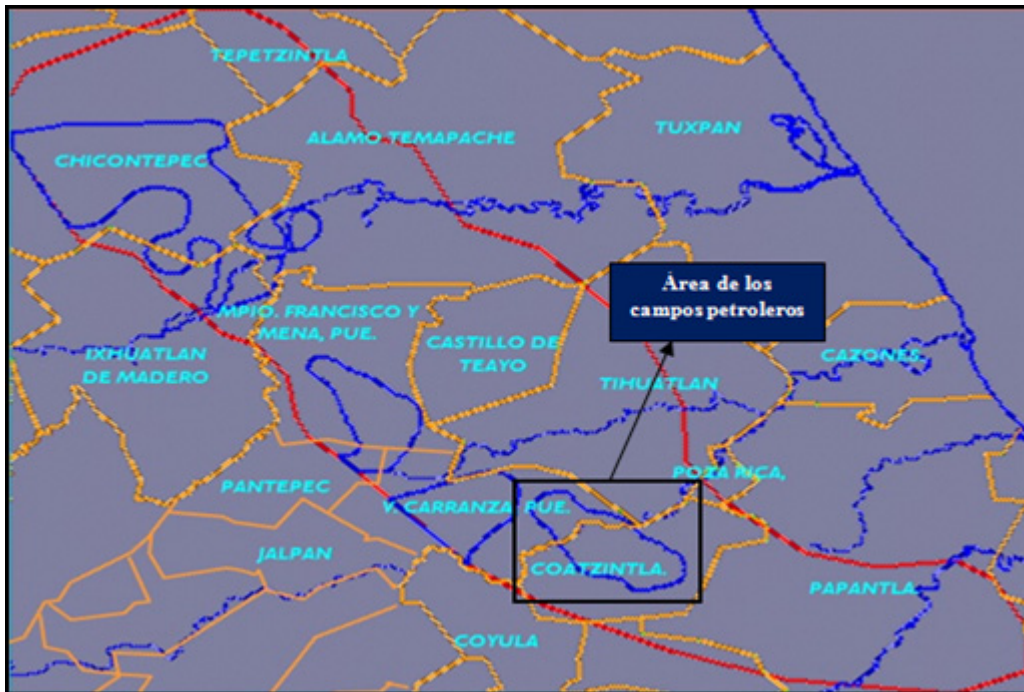 TEPETZINTLA
ALAMO TEMAPACHE
TUXPAN
CHICONTEPEC
Área de los
campos petroleros
MPIO. FRANCISCO Y
MENA, PUE.
CASTILLO DE
TEAYO
CAZONES
IXHUATLAN
DE MADERO
TIHUATLAN
POZA RICA,
PANTEPEC
V. CARRANZA, PUE.
JALPAN
COATZINTLA.
PAPANTLA
COYULA